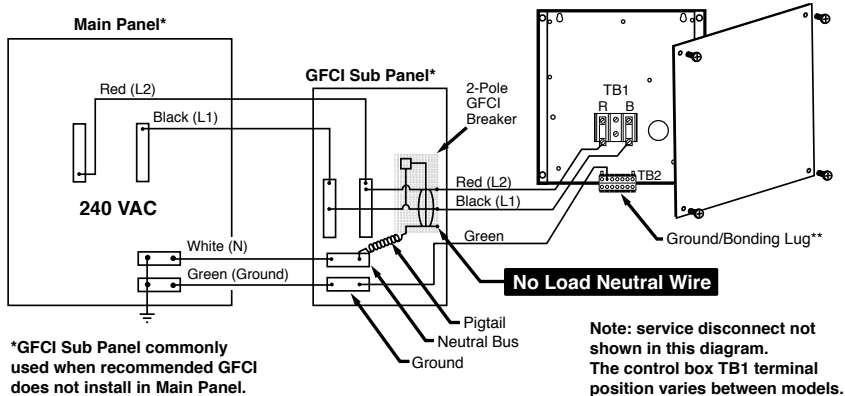 Main Panel*
Red (L2)
Black (L1)
240 VAC
White (N)
Green (Ground)
GFCI Sub Panel*
2-Pole
GFCI
Breaker
Red (L2)
Black (L1)
Green
No Load Neutral Wire
Pigtail
Neutral Bus
Ground
TB1
R B
TB2
Ground/Bonding Lug**
*GFCI Sub Panel commonly
used when recommended GFCI
does not install in Main Panel.
Note: service disconnect not
shown in this diagram.
The control box TB1 terminal
position varies between models.